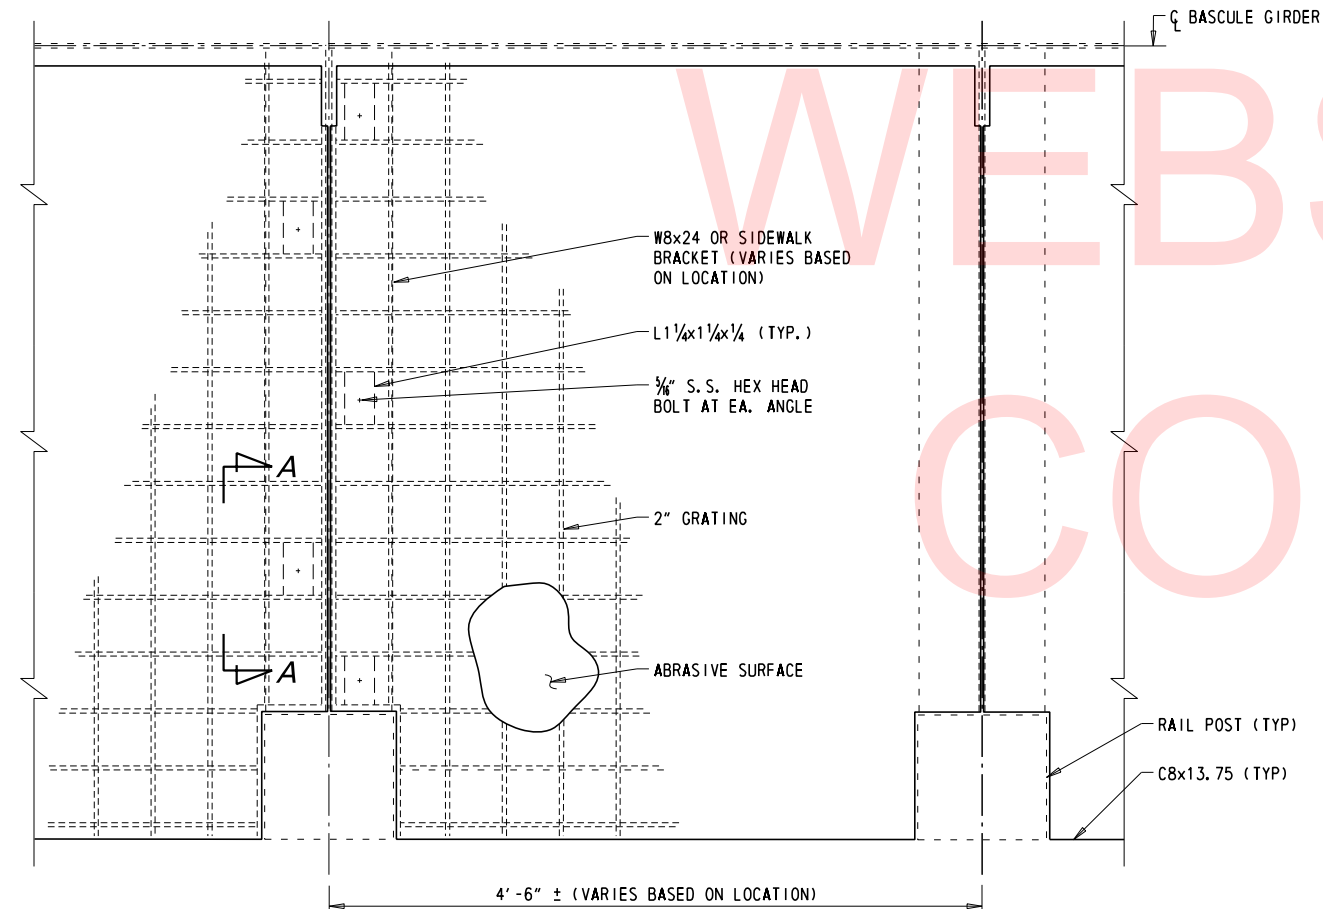 ℄ BASCULE GIRDER
WEBS
W8x24 OR SIDEWALK
BRACKET (VARIES BASED
ON LOCATION)
L1¼x1¼x¼ (TYP.)
5/16" S.S. HEX HEAD
BOLT AT EA. ANGLE
CO
A
2" GRATING
A
ABRASIVE SURFACE
RAIL POST (TYP)
C8x13.75 (TYP)
4'-6" ± (VARIES BASED ON LOCATION)